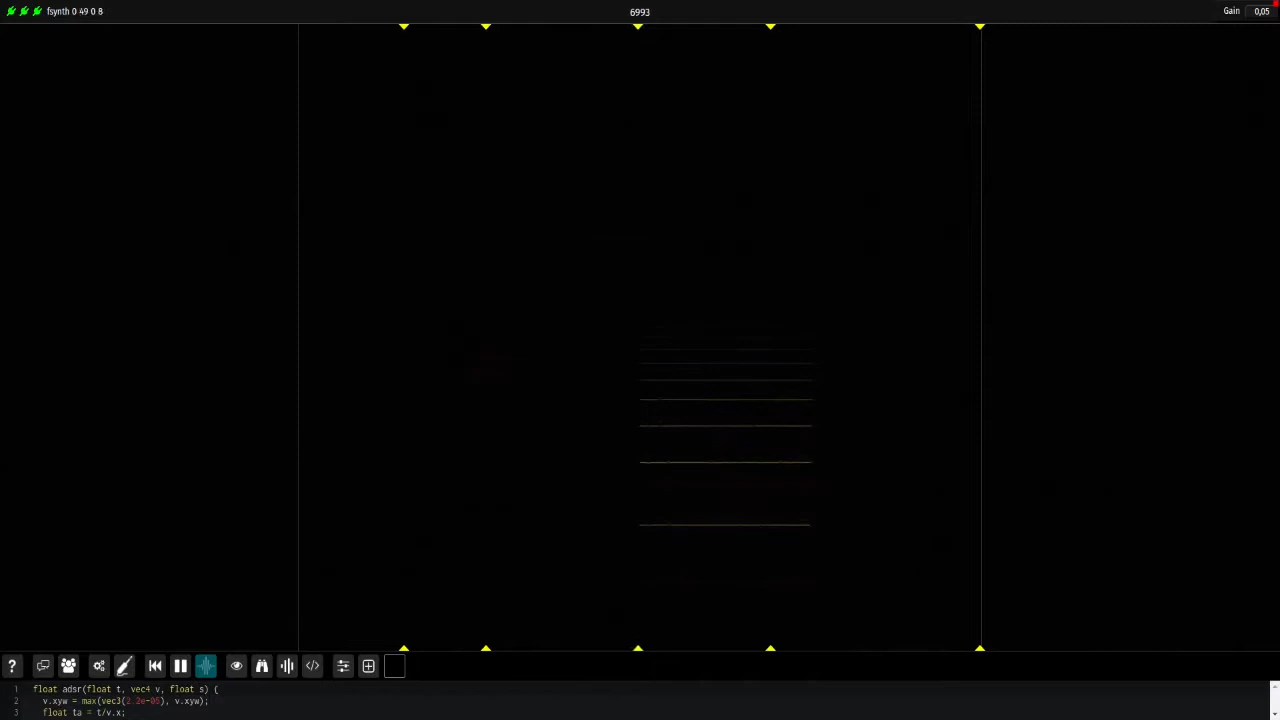 fsynth 0 49 0 8
6993
Gain 0,05
1 float adsr(float t, vec4 v, float s) {
2 v.xyw = max(vec3(2.2e-05), v.xyw);
3 float ta = t/v.x;